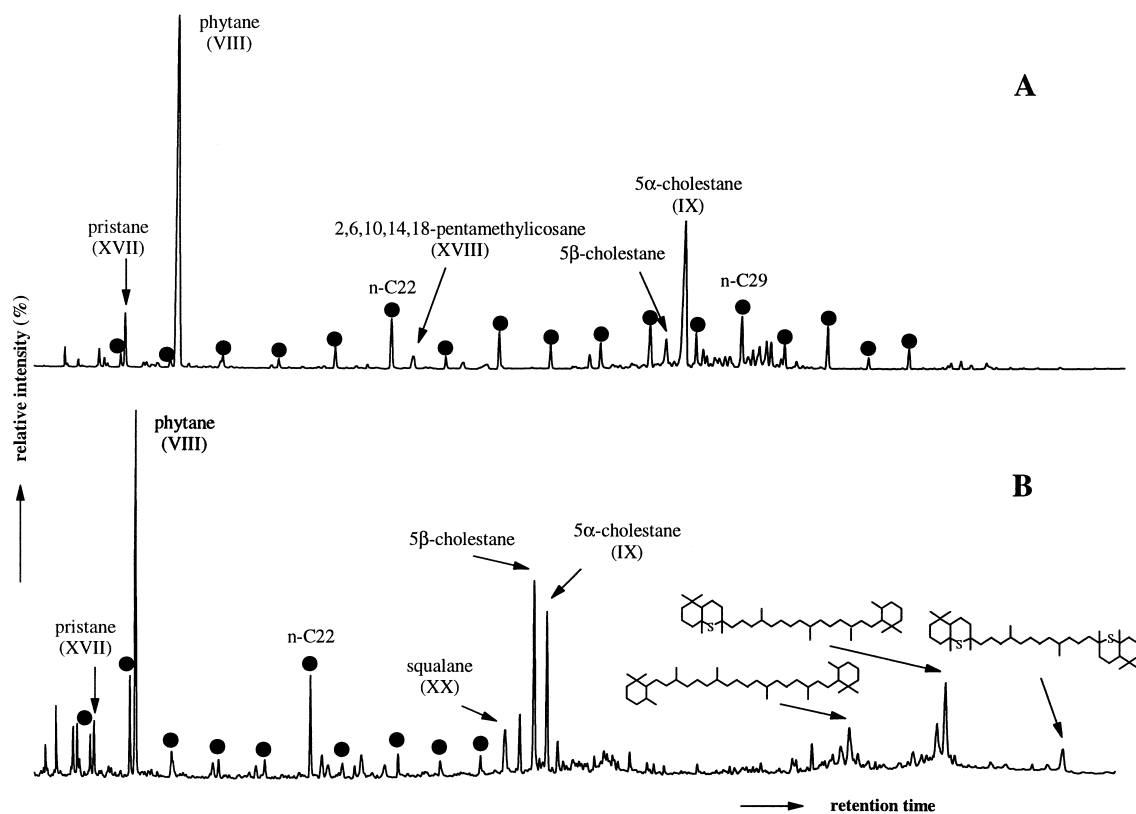 phytane
(VIII)
A
5α-cholestane
(IX)
pristane
(XVII)
2,6,10,14,18-pentamethylicosane
(XVIII)
5β-cholestane
n-C22
n-C29
relative intensity (%)
phytane
(VIII)
B
5β-cholestane
5α-cholestane
(IX)
pristane
(XVII)
n-C22
squalane
(XX)
S
S
S
retention time